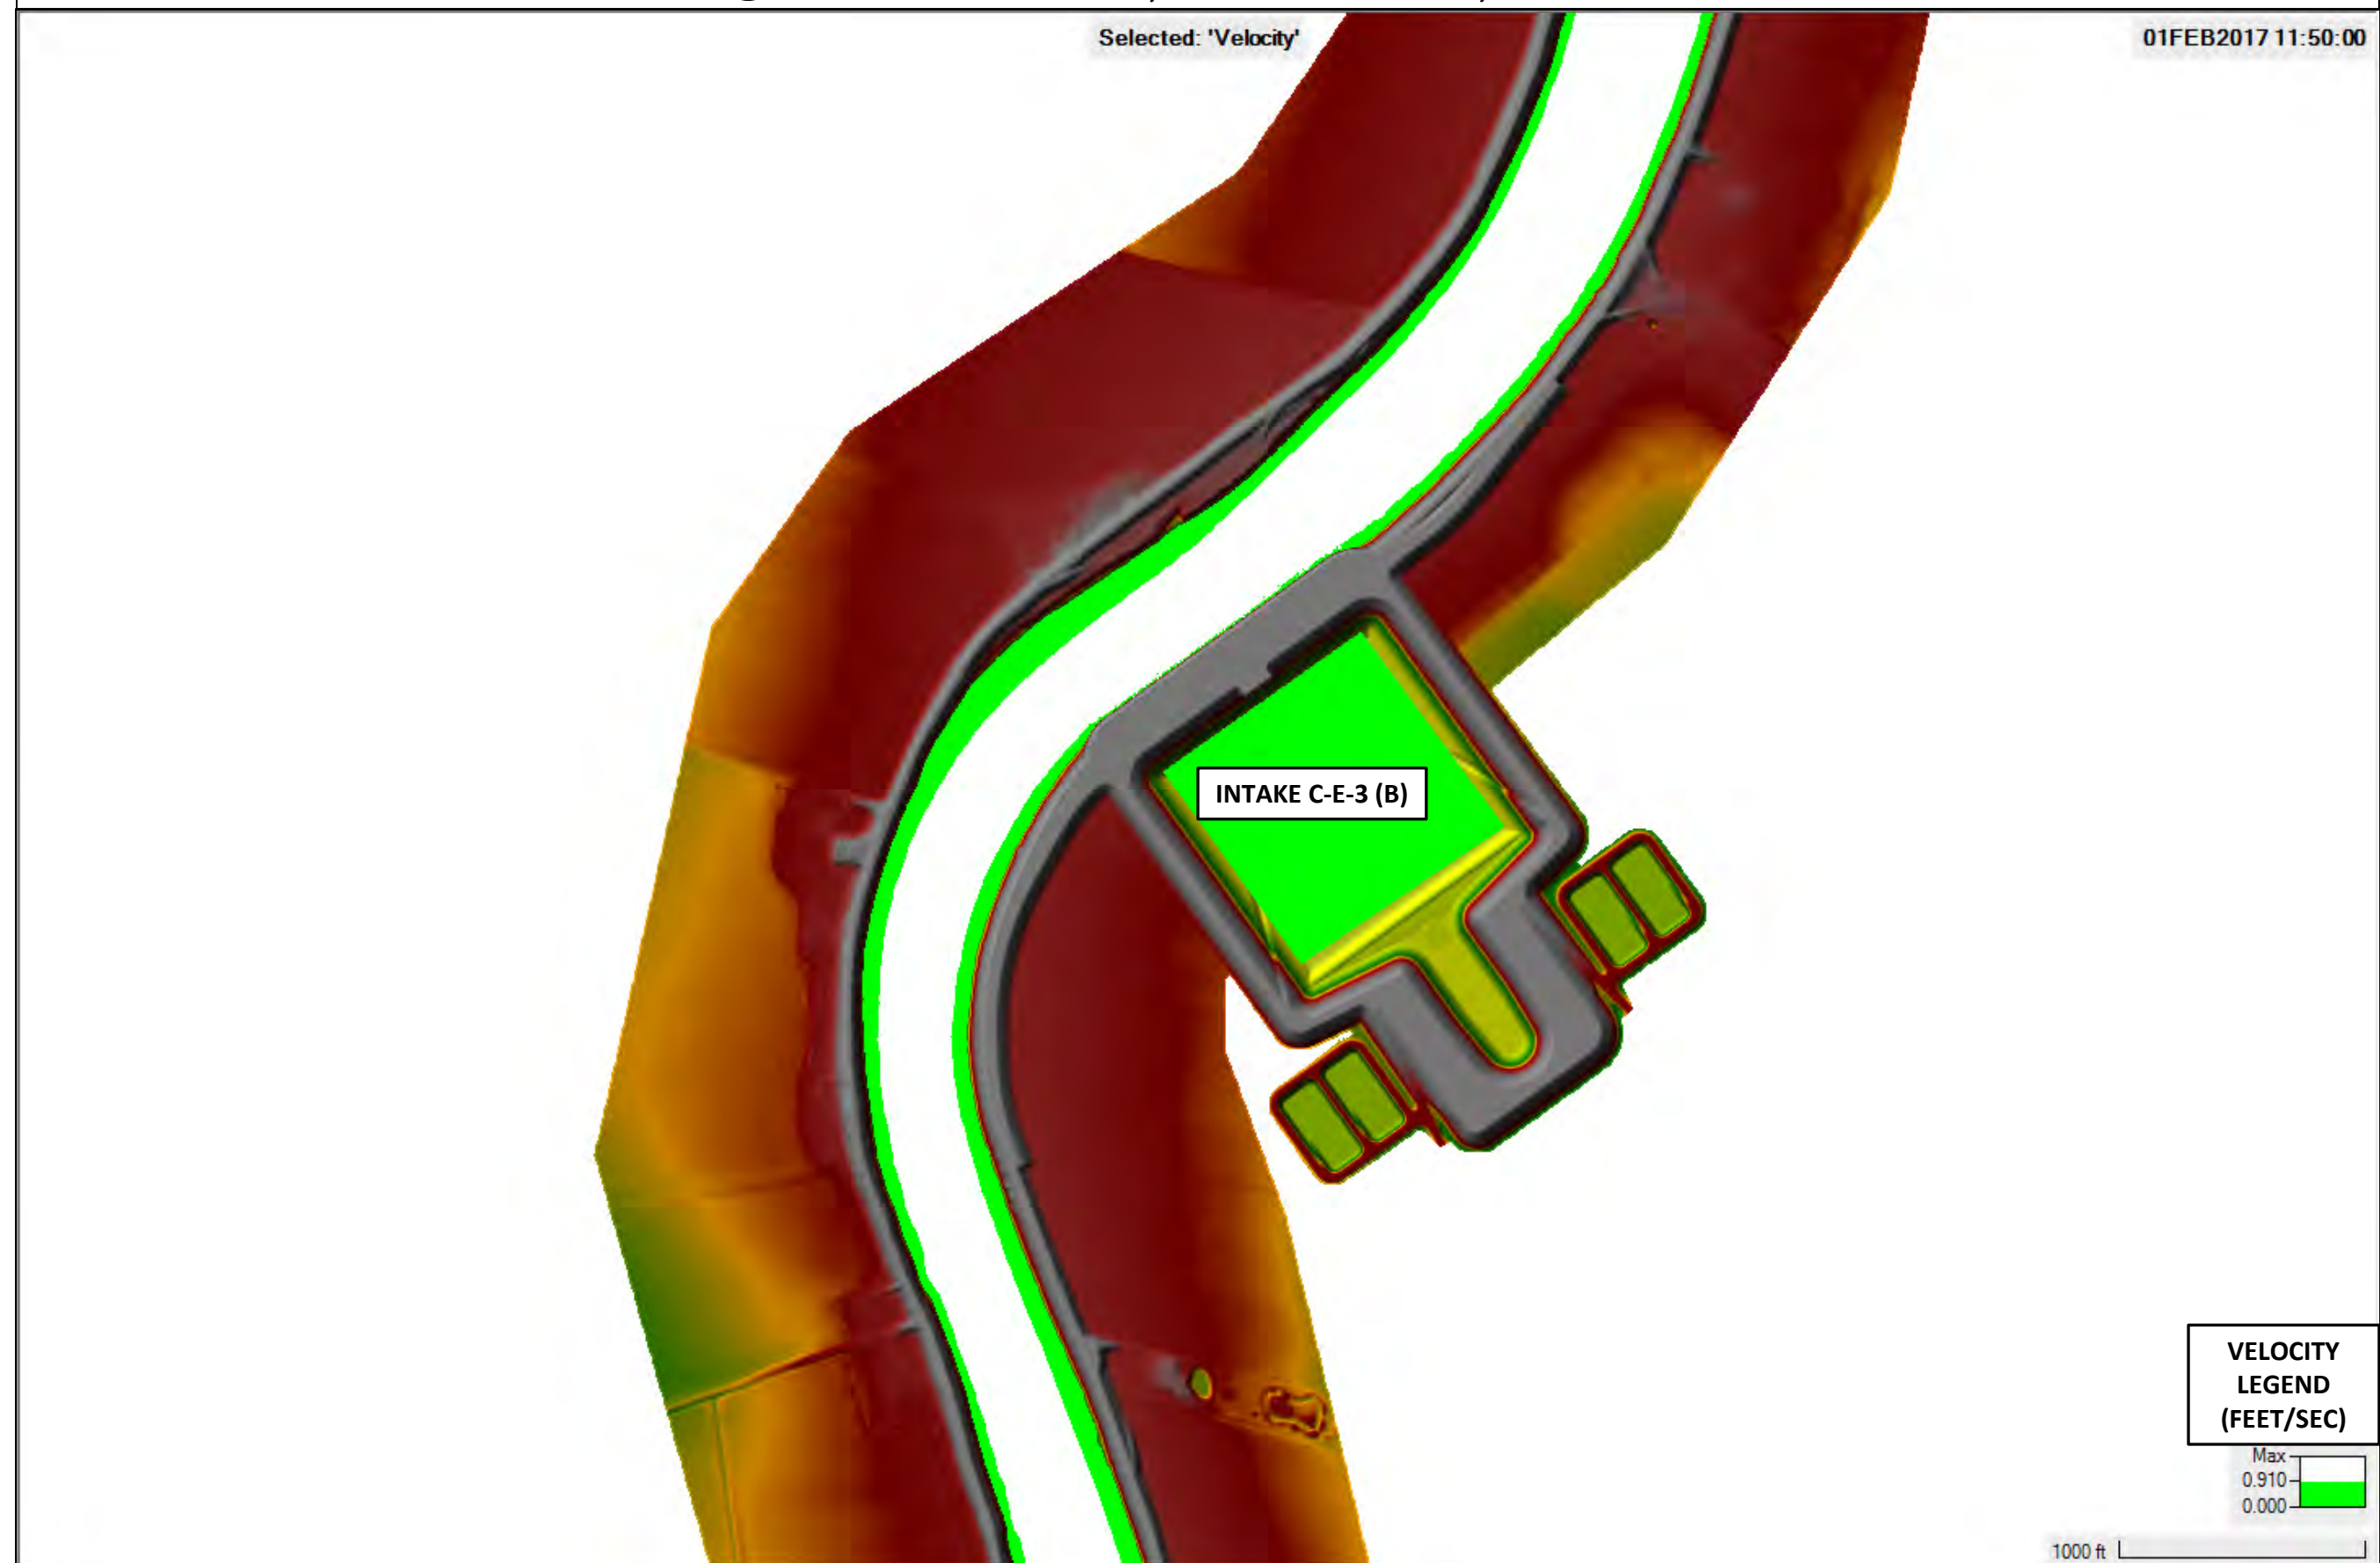 Selected: 'Velocity'
01FEB2017 11:50:00
INTAKE C-E-3 (B)
VELOCITY
LEGEND
(FEET/SEC)
Max
0.910
0.000
1000 ft